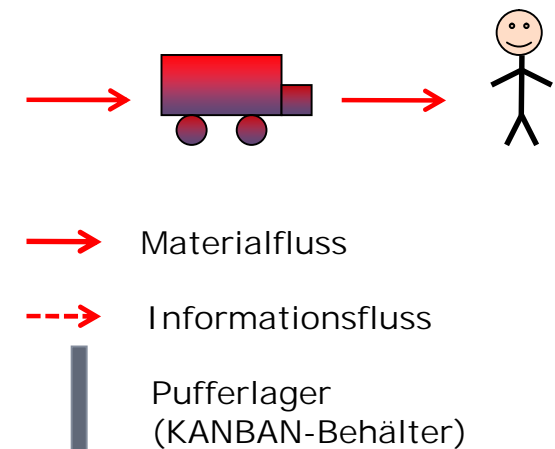 Materialfluss
Informationsfluss
Pufferlager
(KANBAN-Behälter)